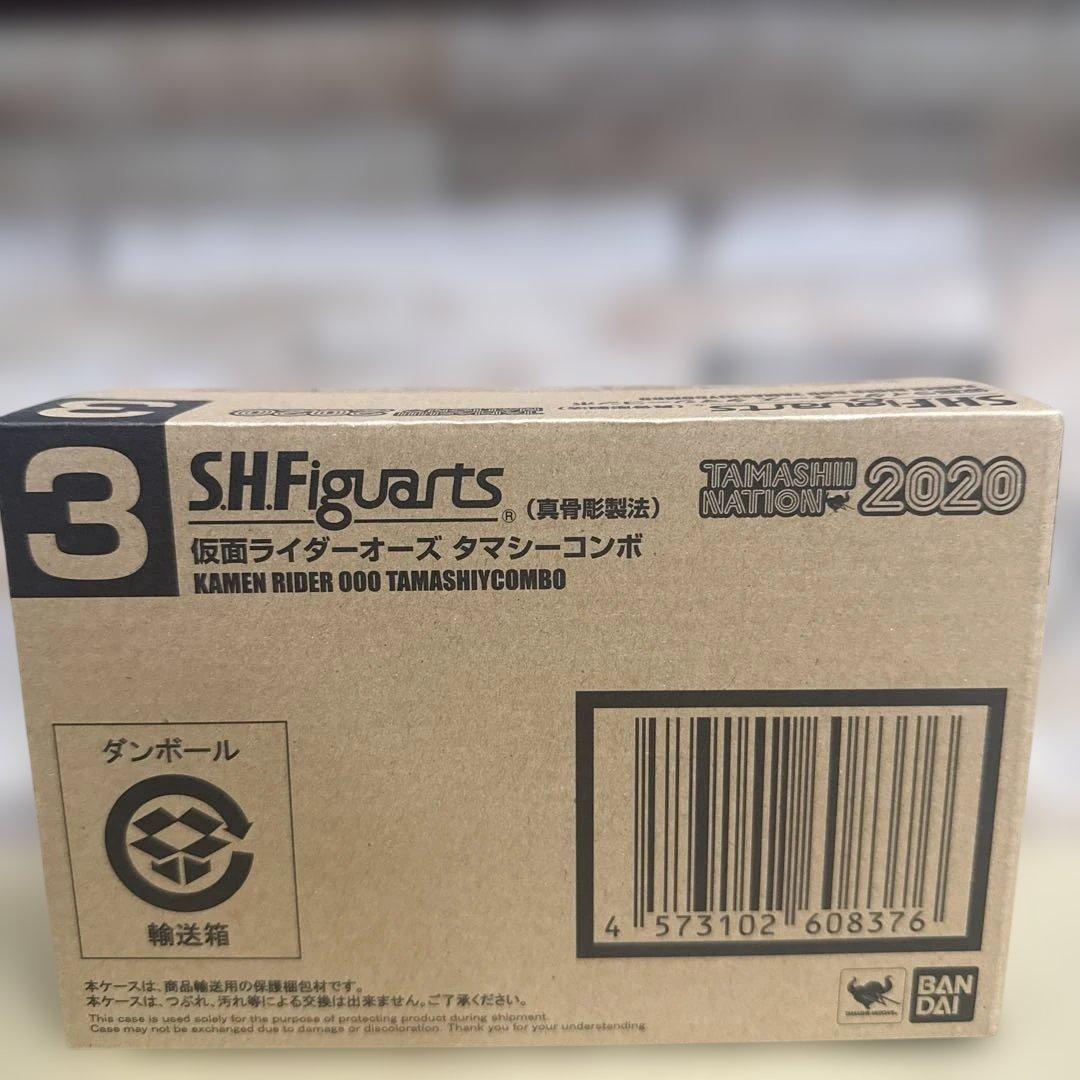 3
S.H.Figuarts® (真骨彫製法)
仮面ライダーオーズ タマシーコンボ
KAMEN RIDER OOO TAMASHIYCOMBO
TAMASHII
NATION 2020
ダンボール
輸送箱
4 573102 608376
本ケースは、商品輸送用の保護梱包材です。
本ケースは、つぶれ、汚れ等による交換は出来ません。ご了承ください。
This case is used solely for the purpose of protecting product during shipment.
Case may not be exchanged due to damage or discoloration. Thank you for your understanding
BAN
DAI